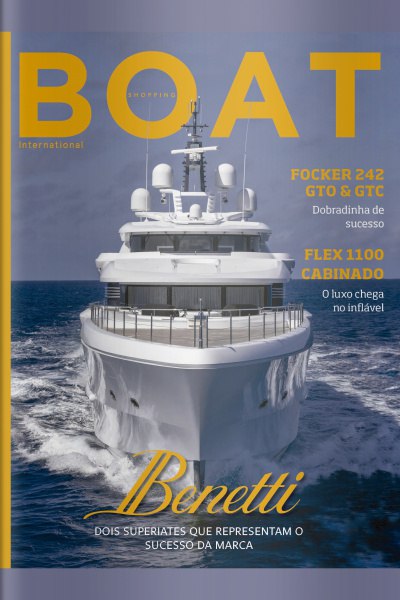 BOAT
SHOPPING
International
FOCKER 242
GTO & GTC
Dobradinha de
sucesso
FLEX 1100
CABINADO
O luxo chega
no inflável
Benetti
DOIS SUPERIATES QUE REPRESENTAM O
SUCESSO DA MARCA